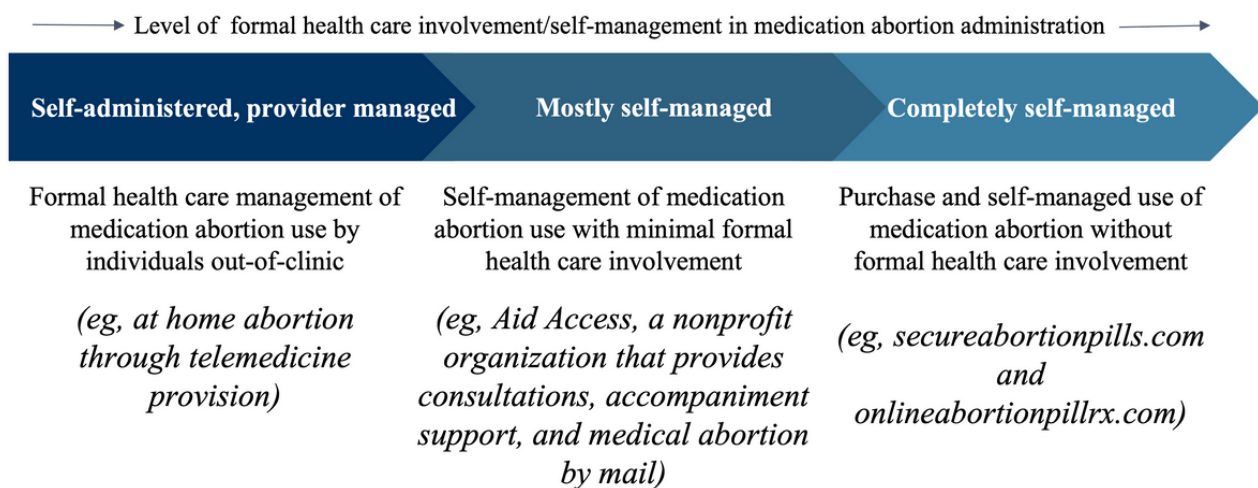 Level of formal health care involvement/self-management in medication abortion administration
Self-administered, provider managed
Mostly self-managed
Completely self-managed
Formal health care management of
medication abortion use by
individuals out-of-clinic
(eg, at home abortion
through telemedicine
provision)
Self-management of medication
abortion use with minimal formal
health care involvement
(eg, Aid Access, a nonprofit
organization that provides
consultations, accompaniment
support, and medical abortion
by mail)
Purchase and self-managed use of
medication abortion without
formal health care involvement
(eg, secureabortionpills.com
and
onlineabortionpillrx.com)